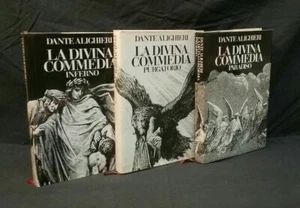 DANTE ALIGHIERI
LA DIVINA
COMMEDIA
INFERNO
DANTE ALIGHIERI
LA DIVINA
COMMEDIA
PURGATORIO
DANTE ALIGHIERI
LA DIVINA
COMMEDIA
PARADISO